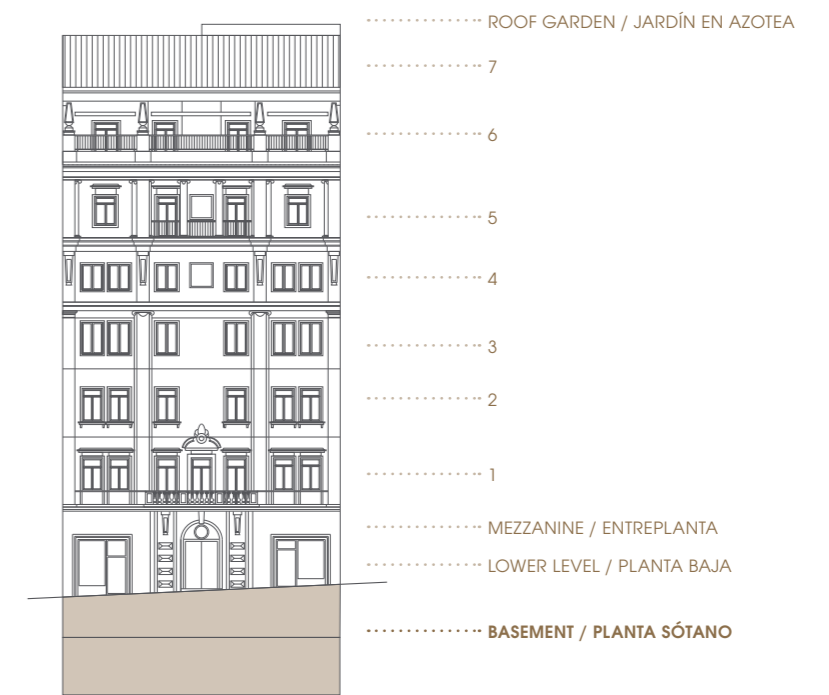 ROOF GARDEN / JARDÍN EN AZOTEA
7
6
5
4
3
2
1
MEZZANINE / ENTREPLANTA
LOWER LEVEL / PLANTA BAJA
BASEMENT / PLANTA SÓTANO